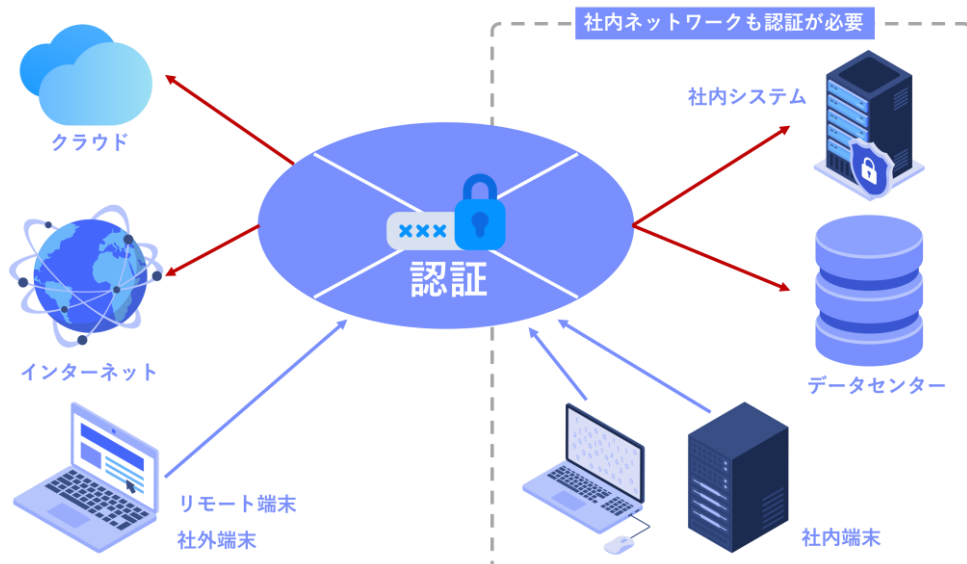 社内ネットワークも認証が必要
クラウド
社内システム
×××
認証
インターネット
データセンター
リモート端末
社外端末
社内端末